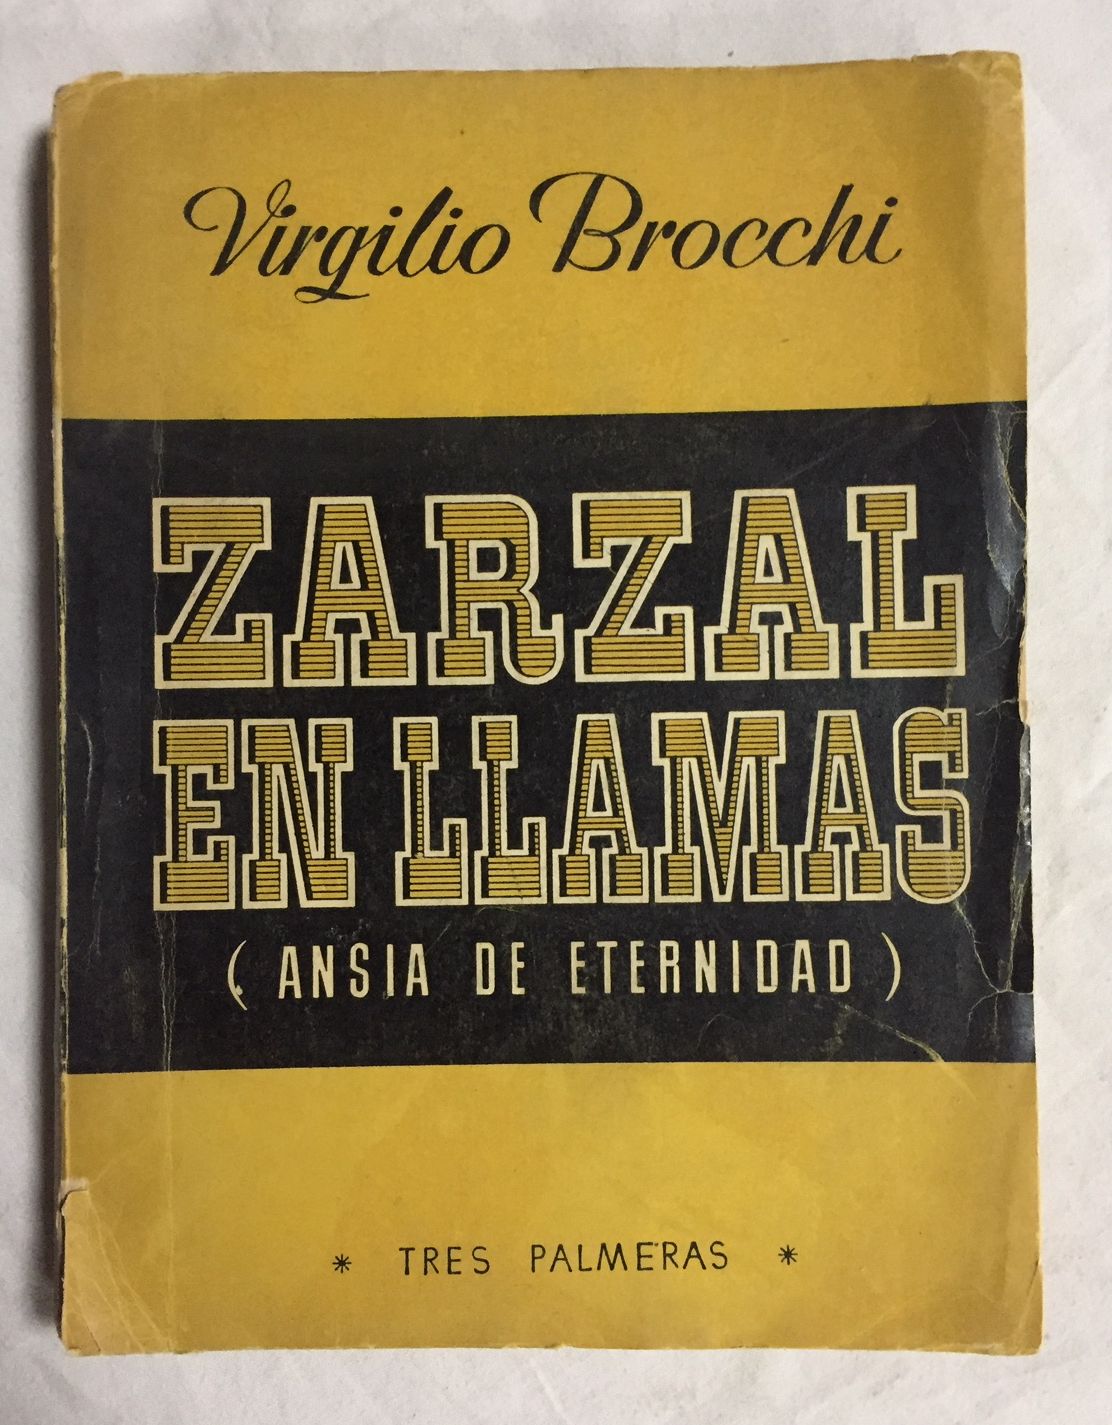 Virgilio Brocchi
ZARZAL
EN LLAMAS
( ANSIA DE ETERNIDAD )
* TRES PALMERAS *